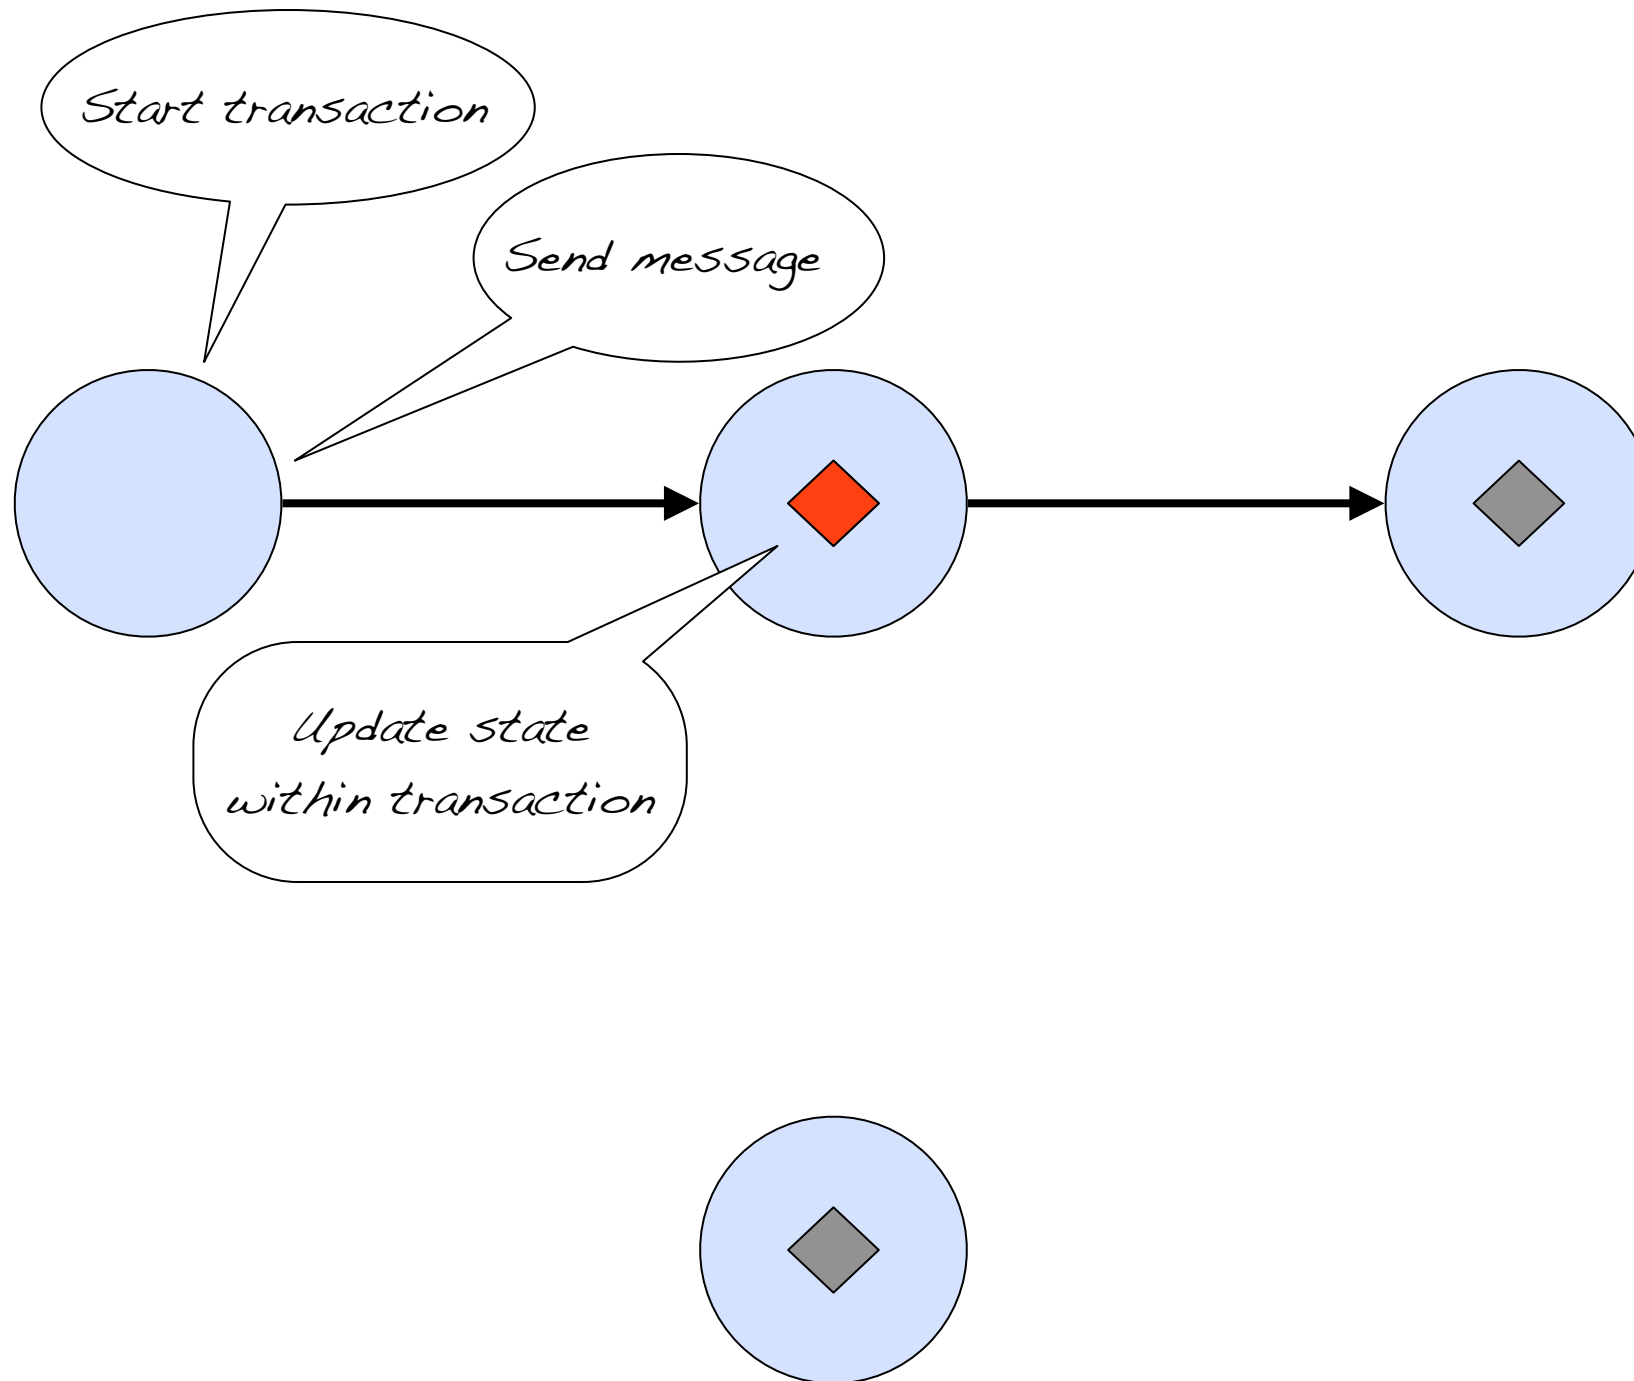 Start transaction
Send message
Update state
within transaction